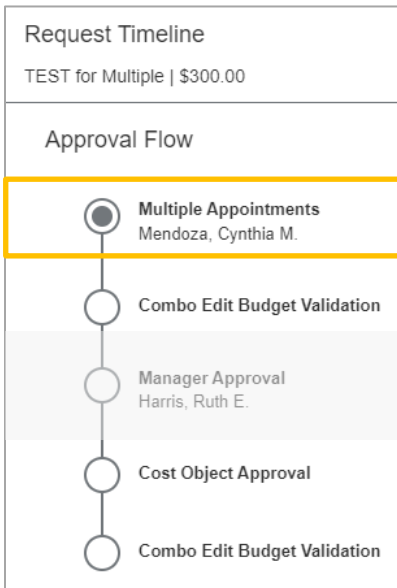 Request Timeline
TEST for Multiple | $300.00
Approval Flow
Multiple Appointments
Mendoza, Cynthia M.
Combo Edit Budget Validation
Manager Approval
Harris, Ruth E.
Cost Object Approval
Combo Edit Budget Validation